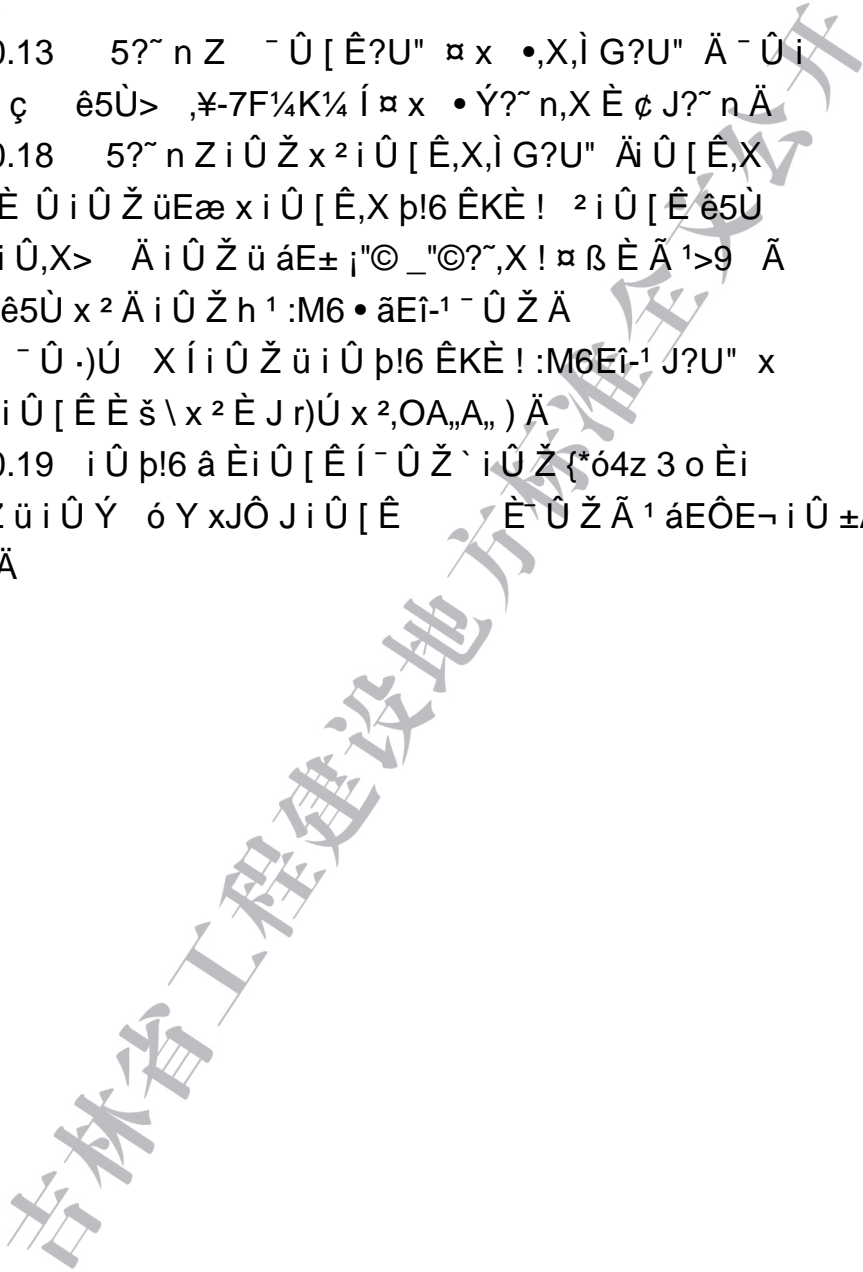 0.13 5?˜ n Z ¯ Û [ Ê?U" ¤ x •,X,Ì G?U" Ä ¯ Û i
ç ê5Ù> ,¥-7F¼K¼ Í ¤ x • Ý?˜ n,X È ¢ J?˜ n Ä
0.18 5?˜ n Z i Û Ž x ² i Û [ Ê,X,Ì G?U" Äi Û [ Ê,X
È Û i Û Ž üEæ x i Û [ Ê,X þ!6 ÊKÈ ! ² i Û [ Ê ê5Ù
i Û,X> Ä i Û Ž ü áE± ¡"© _"©?˜,X ! ¤ ß È Ã ¹>9 Ã
ê5Ù x ² Ä i Û Ž h ¹ :M6 • ãEî-¹ ¯ Û Ž Ä
¯ Û ·)Ú X Í i Û Ž ü i Û þ!6 ÊKÈ ! :M6Eî-¹ J?U" x
i Û [ Ê È š \ x ² È J r)Ú x ²,OA„A„ ) Ä
0.19 i Û þ!6 â Èi Û [ Ê Í ¯ Û Ž ` i Û Ž {*ó4z 3 o Èi
Ž ü i Û Ý ó Y xJÔ J i Û [ Ê È¯ Û Ž Ã ¹ áEÔE¬ i Û ±A
Ä
吉林省工程建设地方标准全文公开